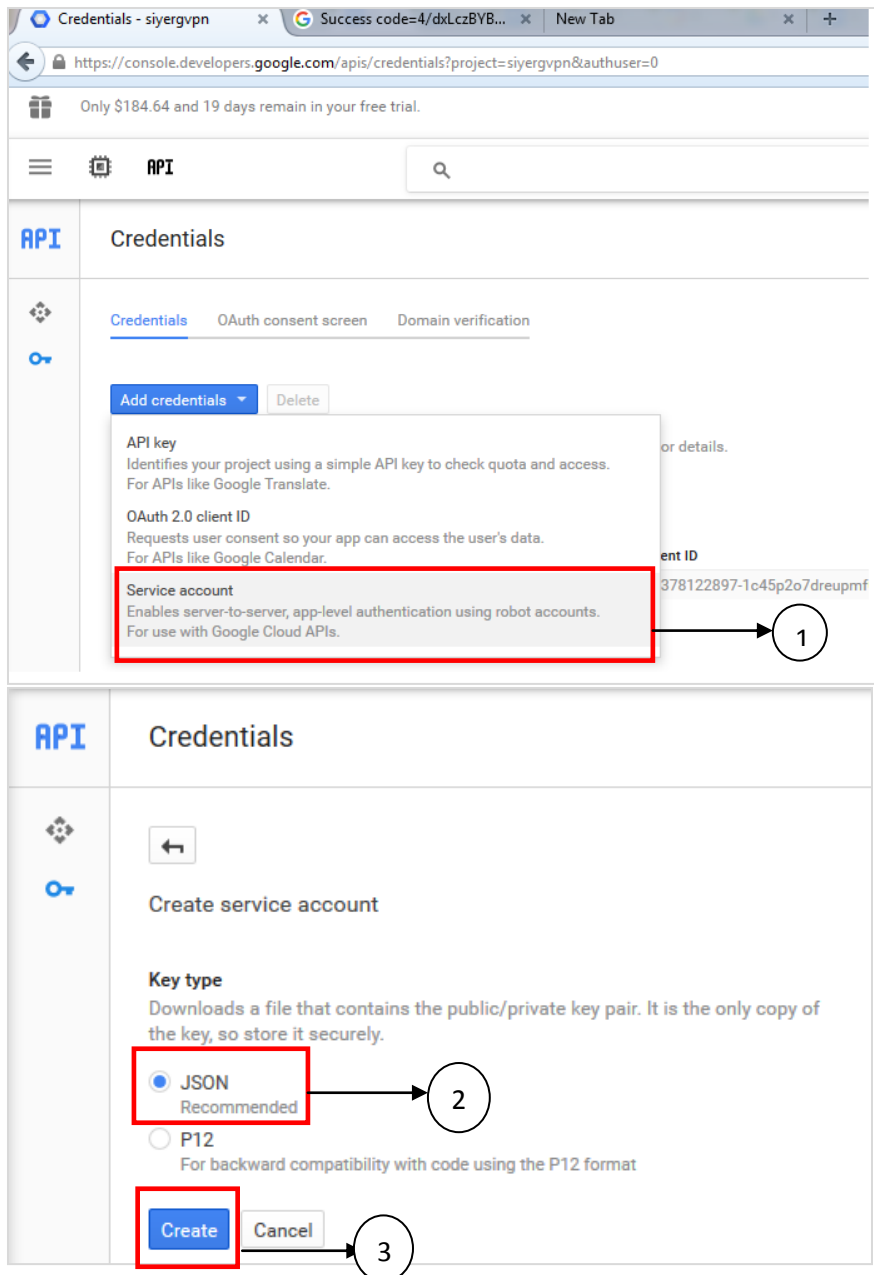 Credentials - siyergvpn
Success code=4/dxLczBYB...
New Tab
https://console.developers.google.com/apis/credentials?project=siyergvpn&authuser=0
Only $184.64 and 19 days remain in your free trial.
API
API
Credentials
Credentials OAuth consent screen Domain verification
Add credentials Delete
API key
or details.
Identifies your project using a simple API key to check quota and access.
For APIs like Google Translate.
OAuth 2.0 client ID
Requests user consent so your app can access the user's data.
For APIs like Google Calendar.
ent ID
Service account
378122897-1c45p2o7dreupmf
Enables server-to-server, app-level authentication using robot accounts.
For use with Google Cloud APIs.
1
API
Credentials
Create service account
Key type
Downloads a file that contains the public/private key pair. It is the only copy of
the key, so store it securely.
JSON
Recommended
2
P12
For backward compatibility with code using the P12 format
Create Cancel
3